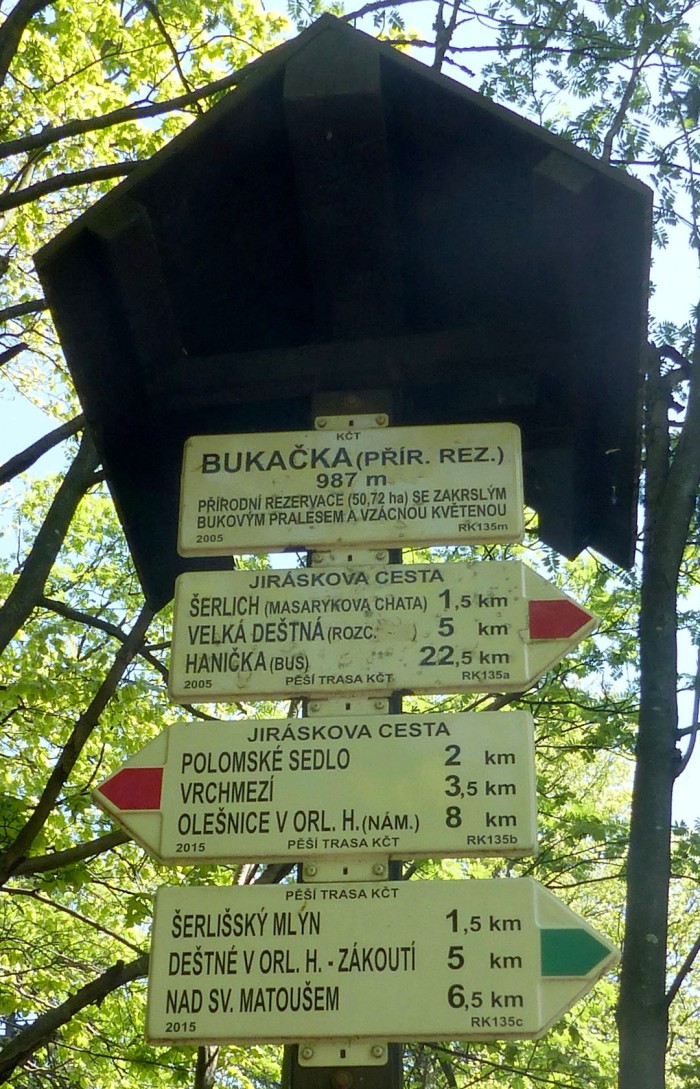 KČT
BUKAČKA (PŘÍR. REZ.)
987 m
PŘÍRODNÍ REZERVACE (50,72 ha) SE ZAKRSLÝM
BUKOVÝM PRALESEM A VZÁCNOU KVĚTENOU
2005 RK135m
JIRÁSKOVA CESTA
ŠERLICH (MASARYKOVA CHATA) 1,5 km
VELKÁ DEŠTNÁ (ROZC. 5 km
HANIČKA (BUS) 22,5 km
2005 PĚŠÍ TRASA KČT RK135a
JIRÁSKOVA CESTA
POLOMSKÉ SEDLO 2 km
VRCHMEZÍ 3,5 km
OLEŠNICE V ORL. H. (NÁM.) 8 km
2015 PĚŠÍ TRASA KČT RK135b
PĚŠÍ TRASA KČT
ŠERLIŠSKÝ MLÝN 1,5 km
DEŠTNÉ V ORL. H. - ZÁKOUTÍ 5 km
NAD SV. MATOUŠEM 6,5 km
2015 RK135c